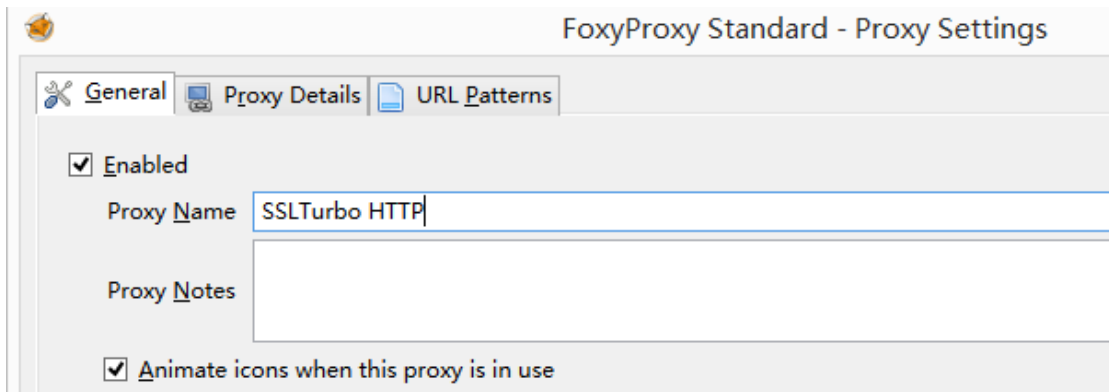 FoxyProxy Standard - Proxy Settings
General Proxy Details URL Patterns
Enabled
Proxy Name SSLTurbo HTTP
Proxy Notes
Animate icons when this proxy is in use